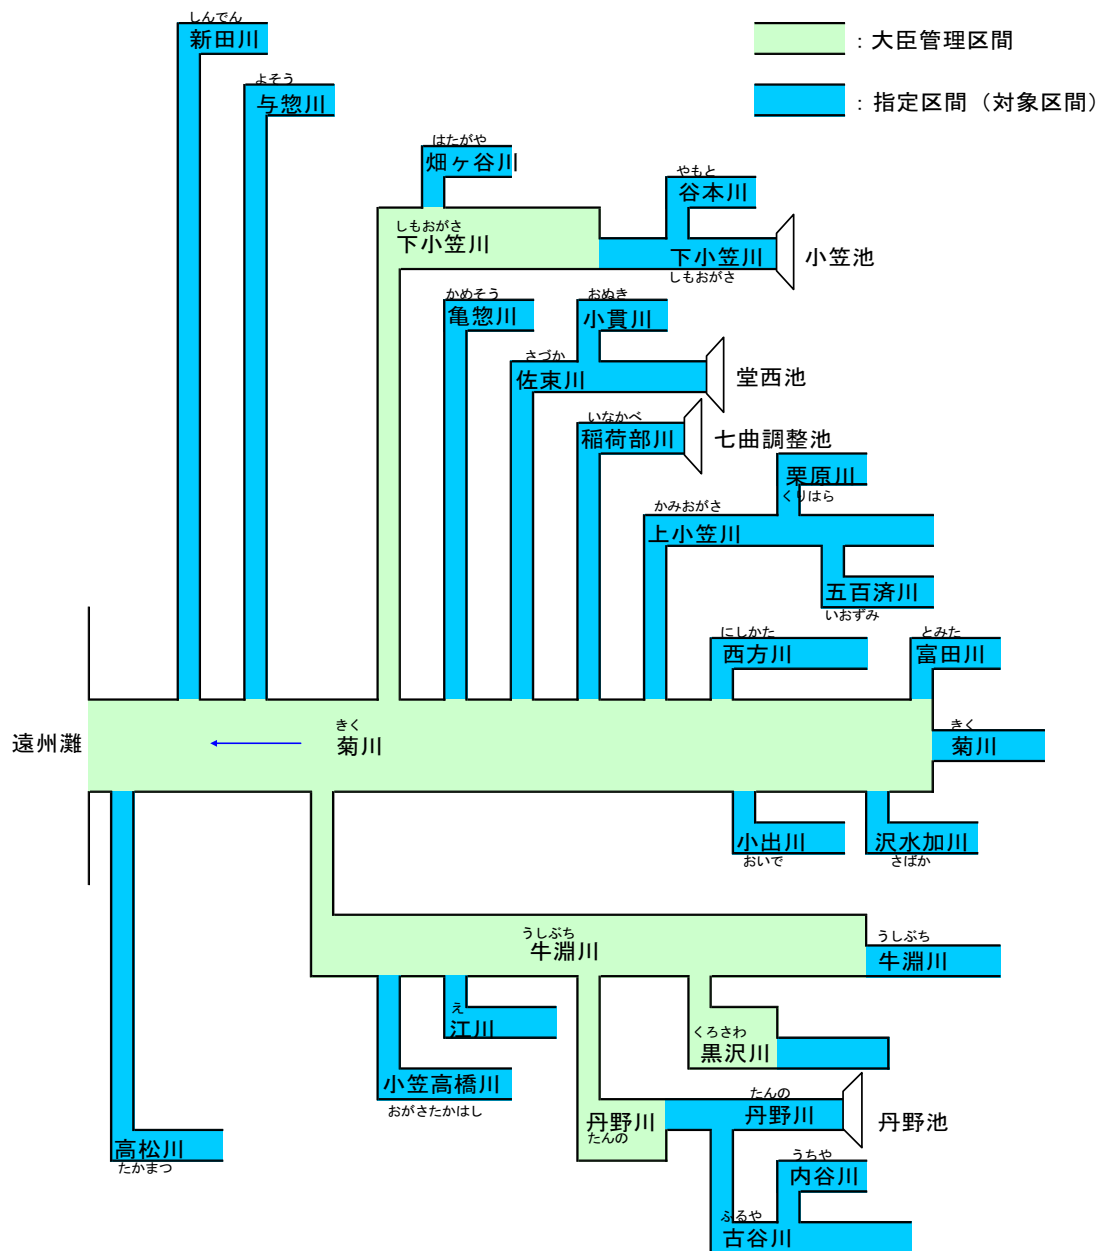 しんでん
新田川
：大臣管理区間
よそう
与惣川
：指定区間（対象区間）
はたがや
畑ヶ谷川
やもと
谷本川
しもおがさ
下小笠川
下小笠川
しもおがさ
小笠池
かめそう
亀惣川
おぬき
小貫川
さづか
佐束川
堂西池
いなかべ
稲荷部川
七曲調整池
栗原川
くりはら
かみおがさ
上小笠川
五百済川
いおずみ
にしかた
西方川
とみた
富田川
遠州灘
きく
菊川
きく
菊川
小出川
おいで
沢水加川
さばか
うしぶち
牛淵川
うしぶち
牛淵川
え
江川
くろさわ
黒沢川
小笠高橋川
おがさたかはし
丹野川
たんの
たんの
丹野川
丹野池
高松川
たかまつ
うちや
内谷川
ふるや
古谷川